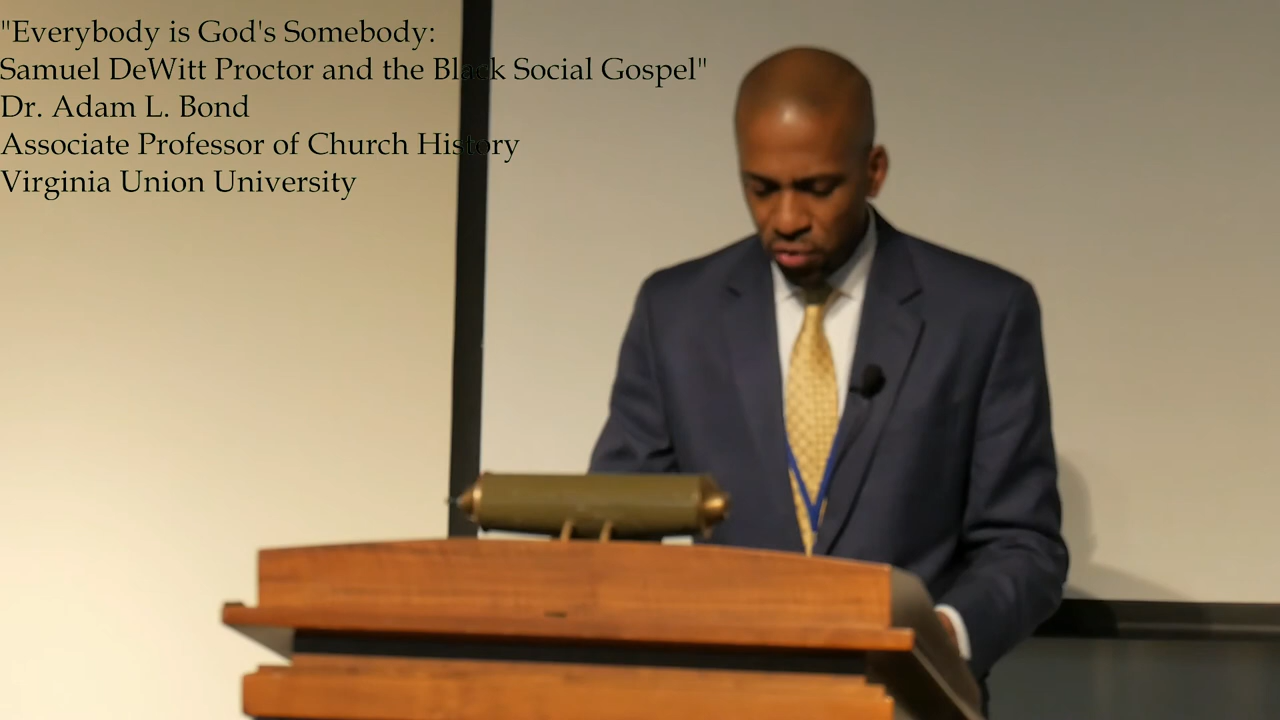 "Everybody is God's Somebody:
Samuel DeWitt Proctor and the Black Social Gospel"
Dr. Adam L. Bond
Associate Professor of Church History
Virginia Union University